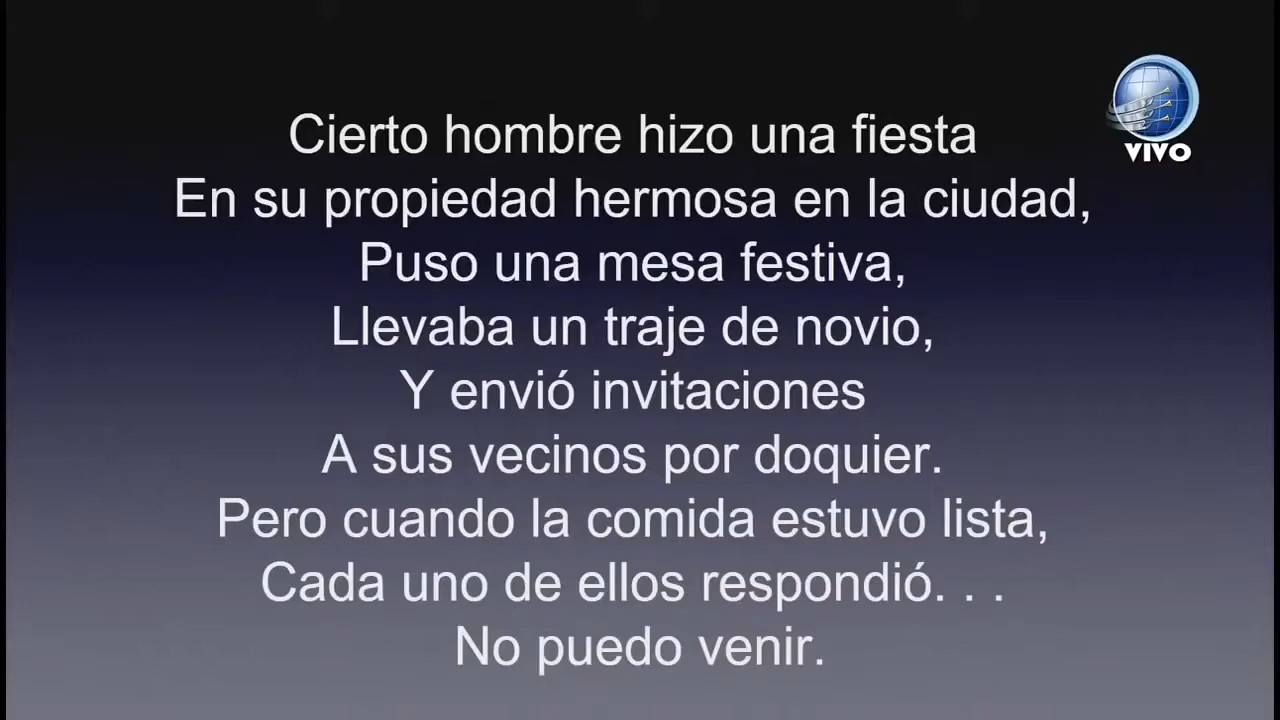 Cierto hombre hizo una fiesta
En su propiedad hermosa en la ciudad,
Puso una mesa festiva,
Llevaba un traje de novio,
Y envió invitaciones
A sus vecinos por doquier.
Pero cuando la comida estuvo lista,
Cada uno de ellos respondió. . .
No puedo venir.
VIVO